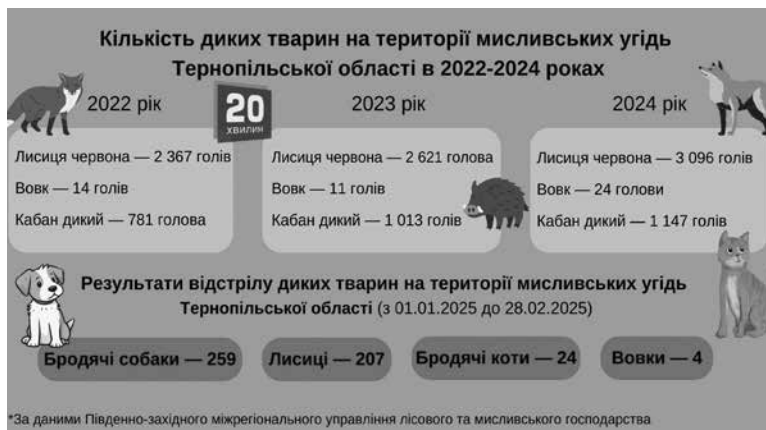 Кількість диких тварин на території мисливських угідь
Тернопільської області в 2022-2024 роках
2022 рік
20
ХВИЛИН
2023 рік
2024 рік
Лисиця червона — 2 367 голів
Вовк — 14 голів
Кабан дикий — 781 голова
Лисиця червона — 2 621 голова
Вовк — 11 голів
Кабан дикий — 1 013 голів
Лисиця червона — 3 096 голів
Вовк — 24 голови
Кабан дикий — 1 147 голів
Результати відстрілу диких тварин на території мисливських угідь
Тернопільської області (з 01.01.2025 до 28.02.2025)
Бродячі собаки — 259
Лисиці — 207
Бродячі коти — 24
Вовки — 4
*За даними Південно-західного міжрегіонального управління лісового та мисливського господарства